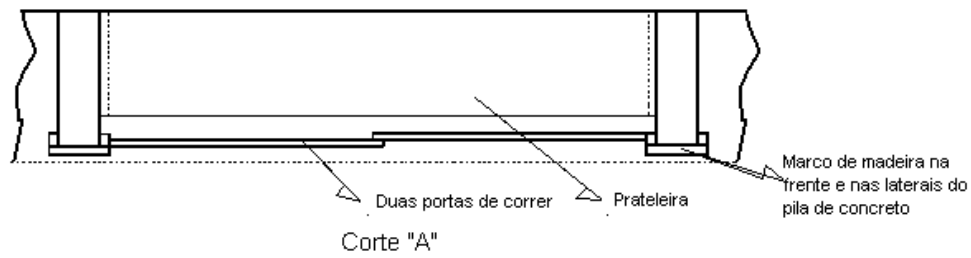 Duas portas de correr
Prateleira
Marco de madeira na
frente e nas laterais do
pila de concreto
Corte "A"